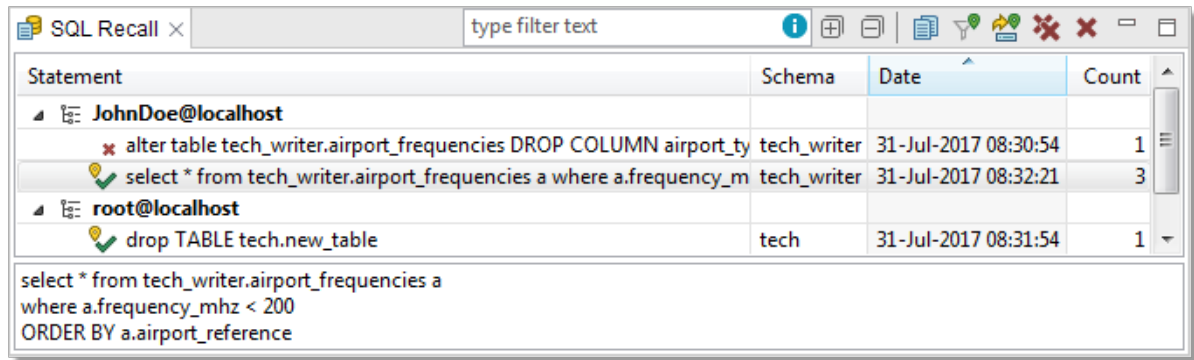 SQL Recall
type filter text
Statement Schema Date Count
JohnDoe@localhost
alter table tech_writer.airport_frequencies DROP COLUMN airport_ty tech_writer 31-Jul-2017 08:30:54 1
select * from tech_writer.airport_frequencies a where a.frequency_m tech_writer 31-Jul-2017 08:32:21 3
root@localhost
drop TABLE tech.new_table tech 31-Jul-2017 08:31:54 1
select * from tech_writer.airport_frequencies a
where a.frequency_mhz < 200
ORDER BY a.airport_reference